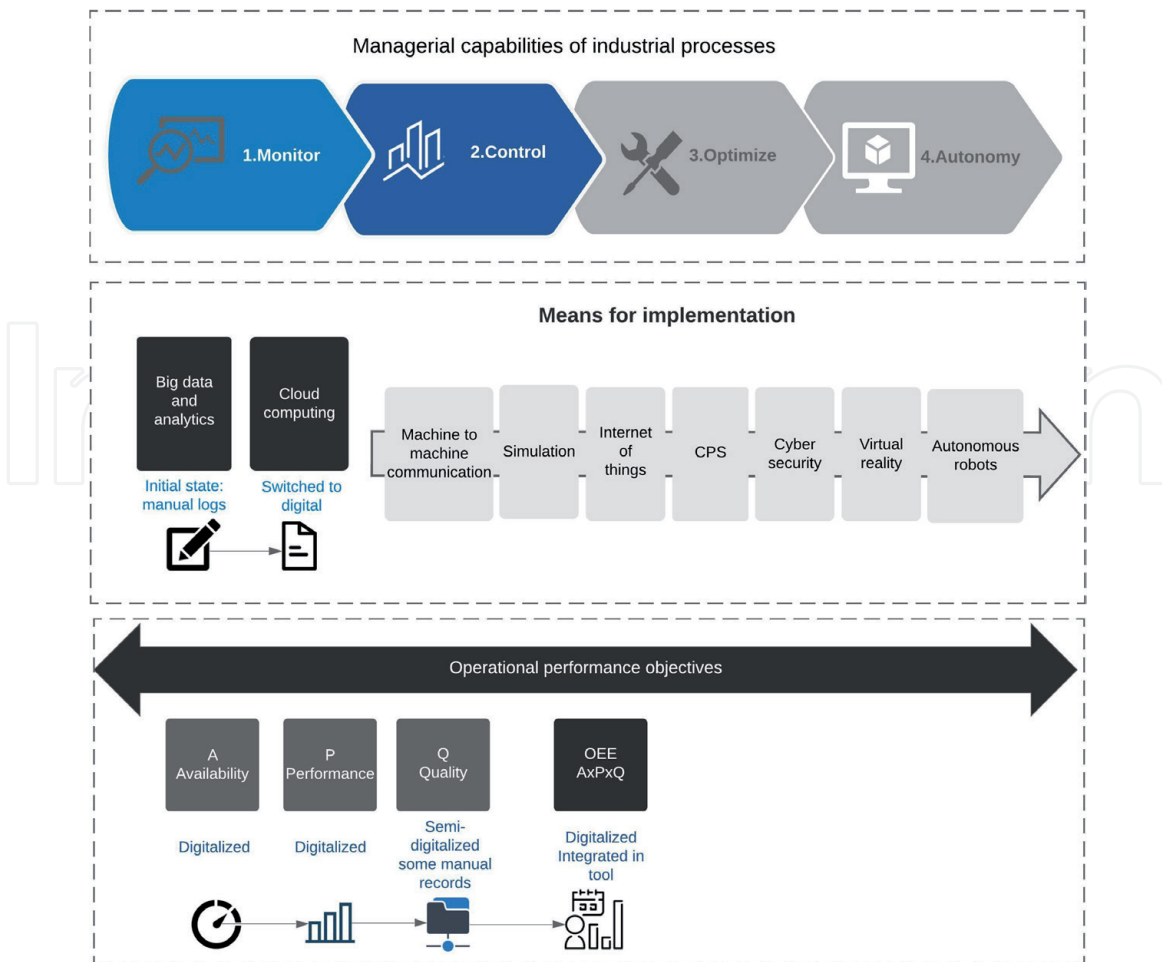 Managerial capabilities of industrial processes
1.Monitor
2.Control
3.Optimize
4.Autonomy
Means for implementation
Big data
and
analytics
Cloud
computing
Machine to
machine
communication
Simulation
Internet
of
things
CPS
Cyber
security
Virtual
reality
Autonomous
robots
Initial state:
manual logs
Switched to
digital
Operational performance objectives
A
Availability
P
Performance
Q
Quality
OEE
AxPxQ
Digitalized
Digitalized
Semi-
digitalized
some manual
records
Digitalized
Integrated in
tool